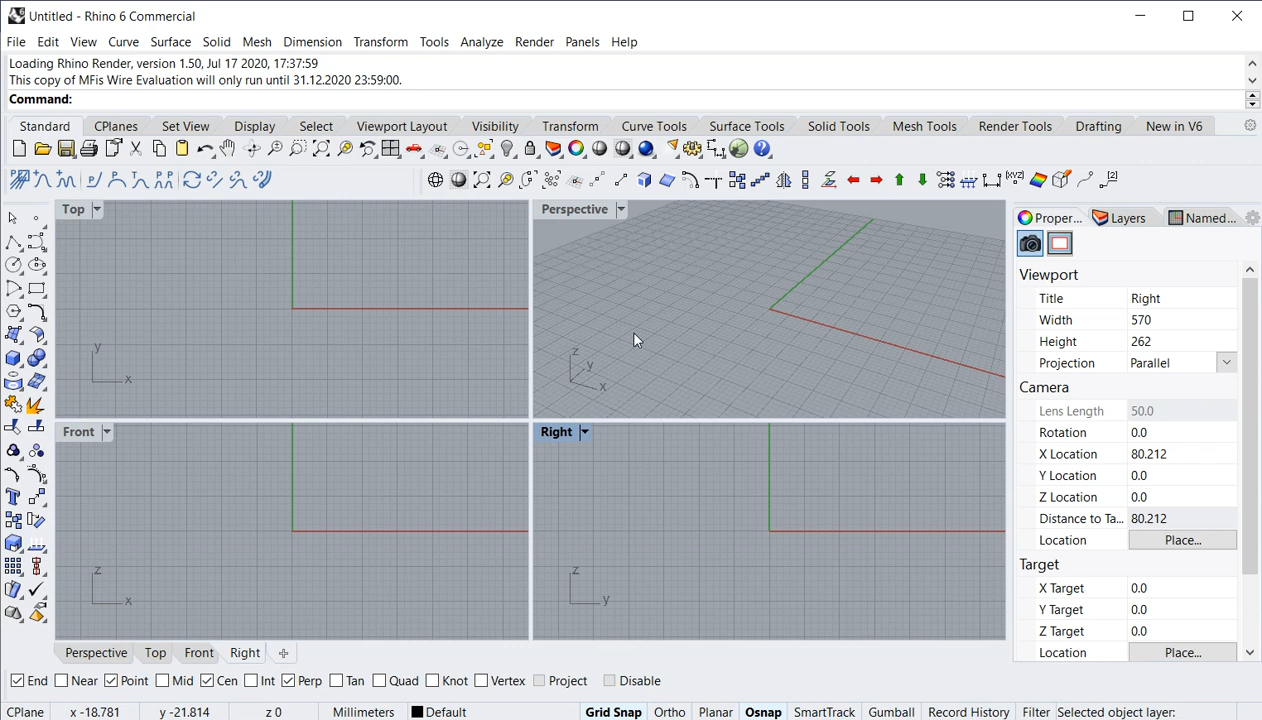 Untitled - Rhino 6 Commercial
File Edit View Curve Surface Solid Mesh Dimension Transform Tools Analyze Render Panels Help
Loading Rhino Render, version 1.50, Jul 17 2020, 17:37:59
This copy of MFis Wire Evaluation will only run until 31.12.2020 23:59:00.
Command:
Standard CPlanes Set View Display Select Viewport Layout Visibility Transform Curve Tools Surface Tools Solid Tools Mesh Tools Render Tools Drafting New in V6
Top
Perspective
Proper... Layers Named...
Viewport
Title Right
Width 570
Height 262
Projection Parallel
Camera
Lens Length 50.0
Rotation 0.0
X Location 80.212
Y Location 0.0
Z Location 0.0
Distance to Ta... 80.212
Location Place...
Target
X Target 0.0
Y Target 0.0
Z Target 0.0
Location Place...
y
x
z
y
x
Front
Right
z
x
z
y
Perspective Top Front Right
End Near Point Mid Cen Int Perp Tan Quad Knot Vertex Project Disable
CPlane x -18.781 y -21.814 z 0 Millimeters Default Grid Snap Ortho Planar Osnap SmartTrack Gumball Record History Filter Selected object layer: